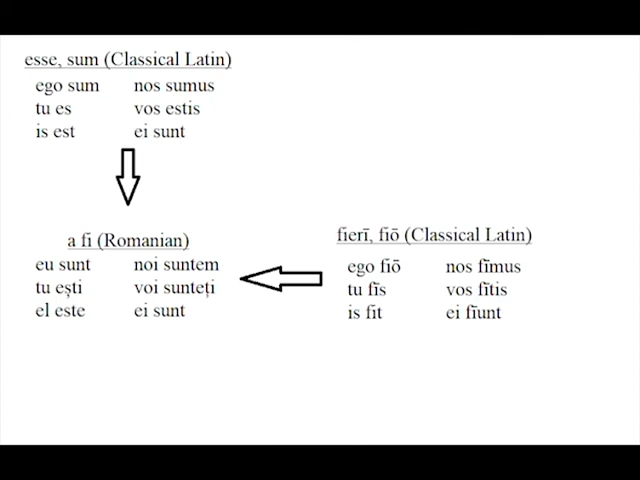 esse, sum (Classical Latin)
ego sum nos sumus
tu es vos estis
is est ei sunt
a fi (Romanian)
eu sunt noi suntem
tu ești voi sunteți
el este ei sunt
fierī, fiō (Classical Latin)
ego fiō nos fīmus
tu fīs vos fītis
is fit ei fīunt